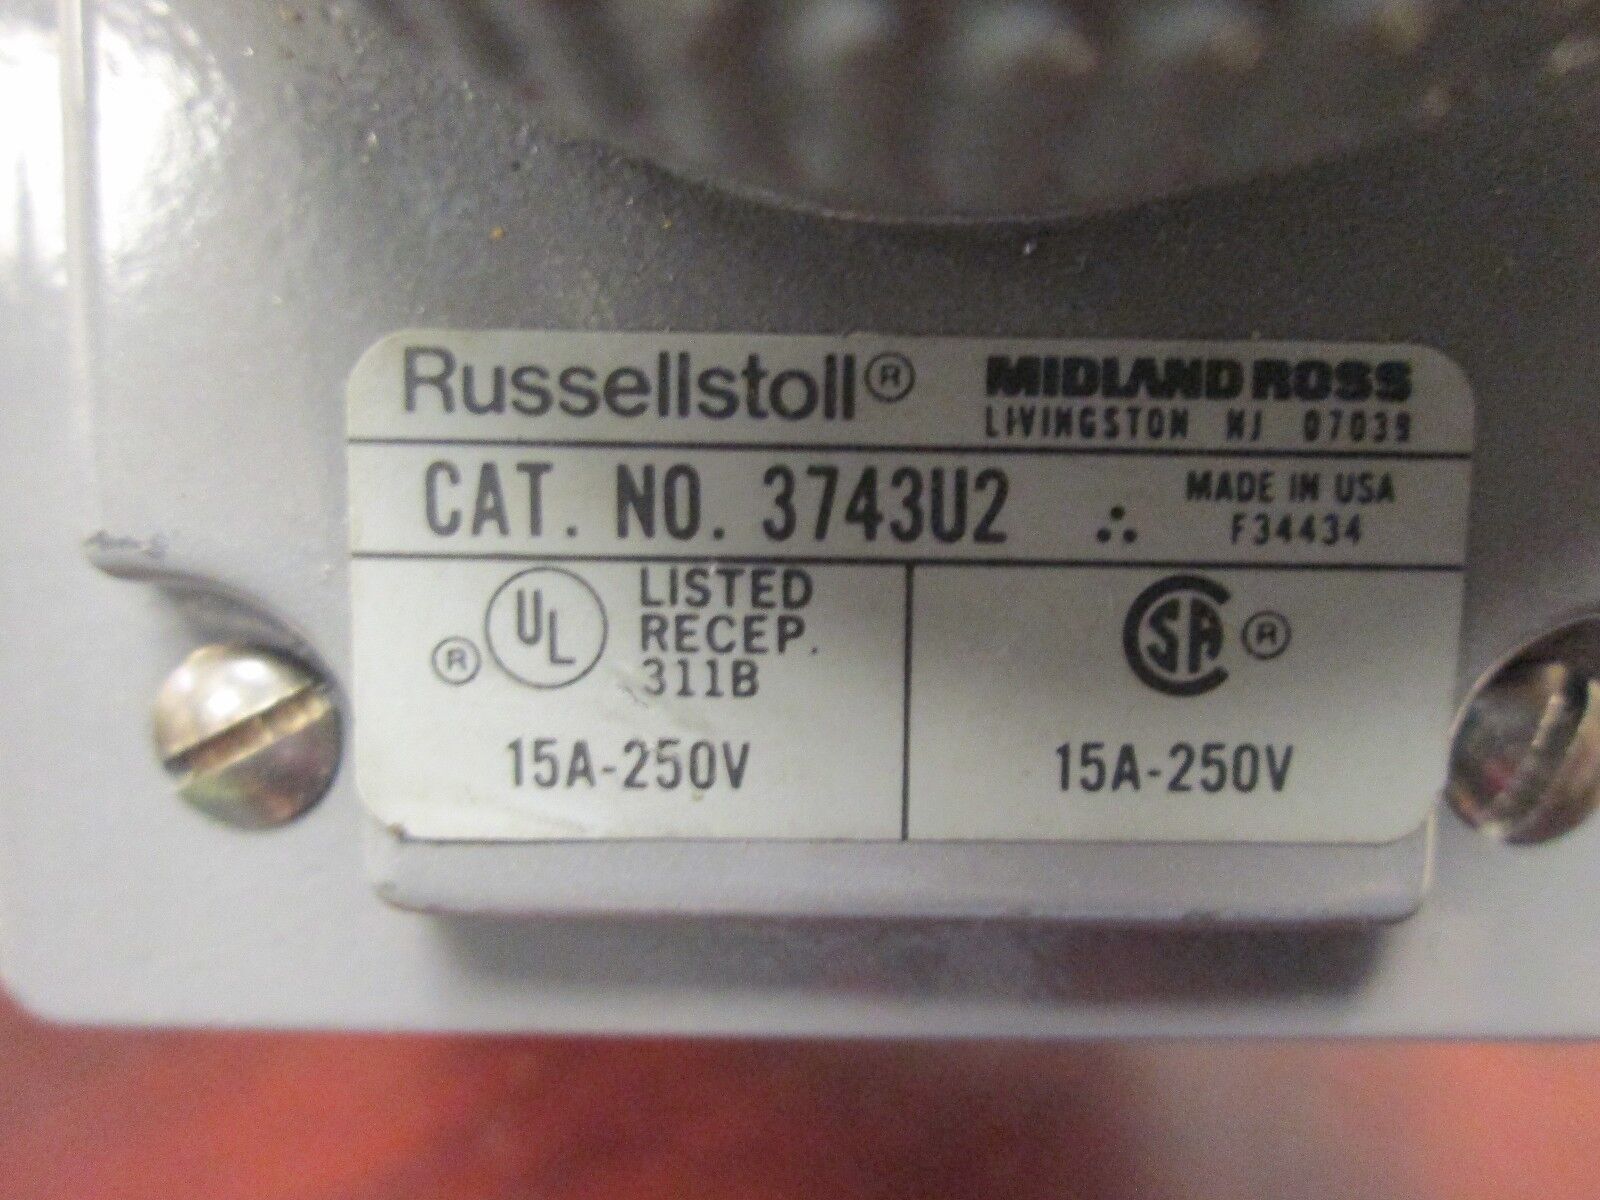 Russellstoll® MIDLAND ROSS
LIVINGSTON NJ 07039
CAT. NO. 3743U2 MADE IN USA
F34434
® UL LISTED
RECEP.
311B
15A-250V
CSA ®
15A-250V